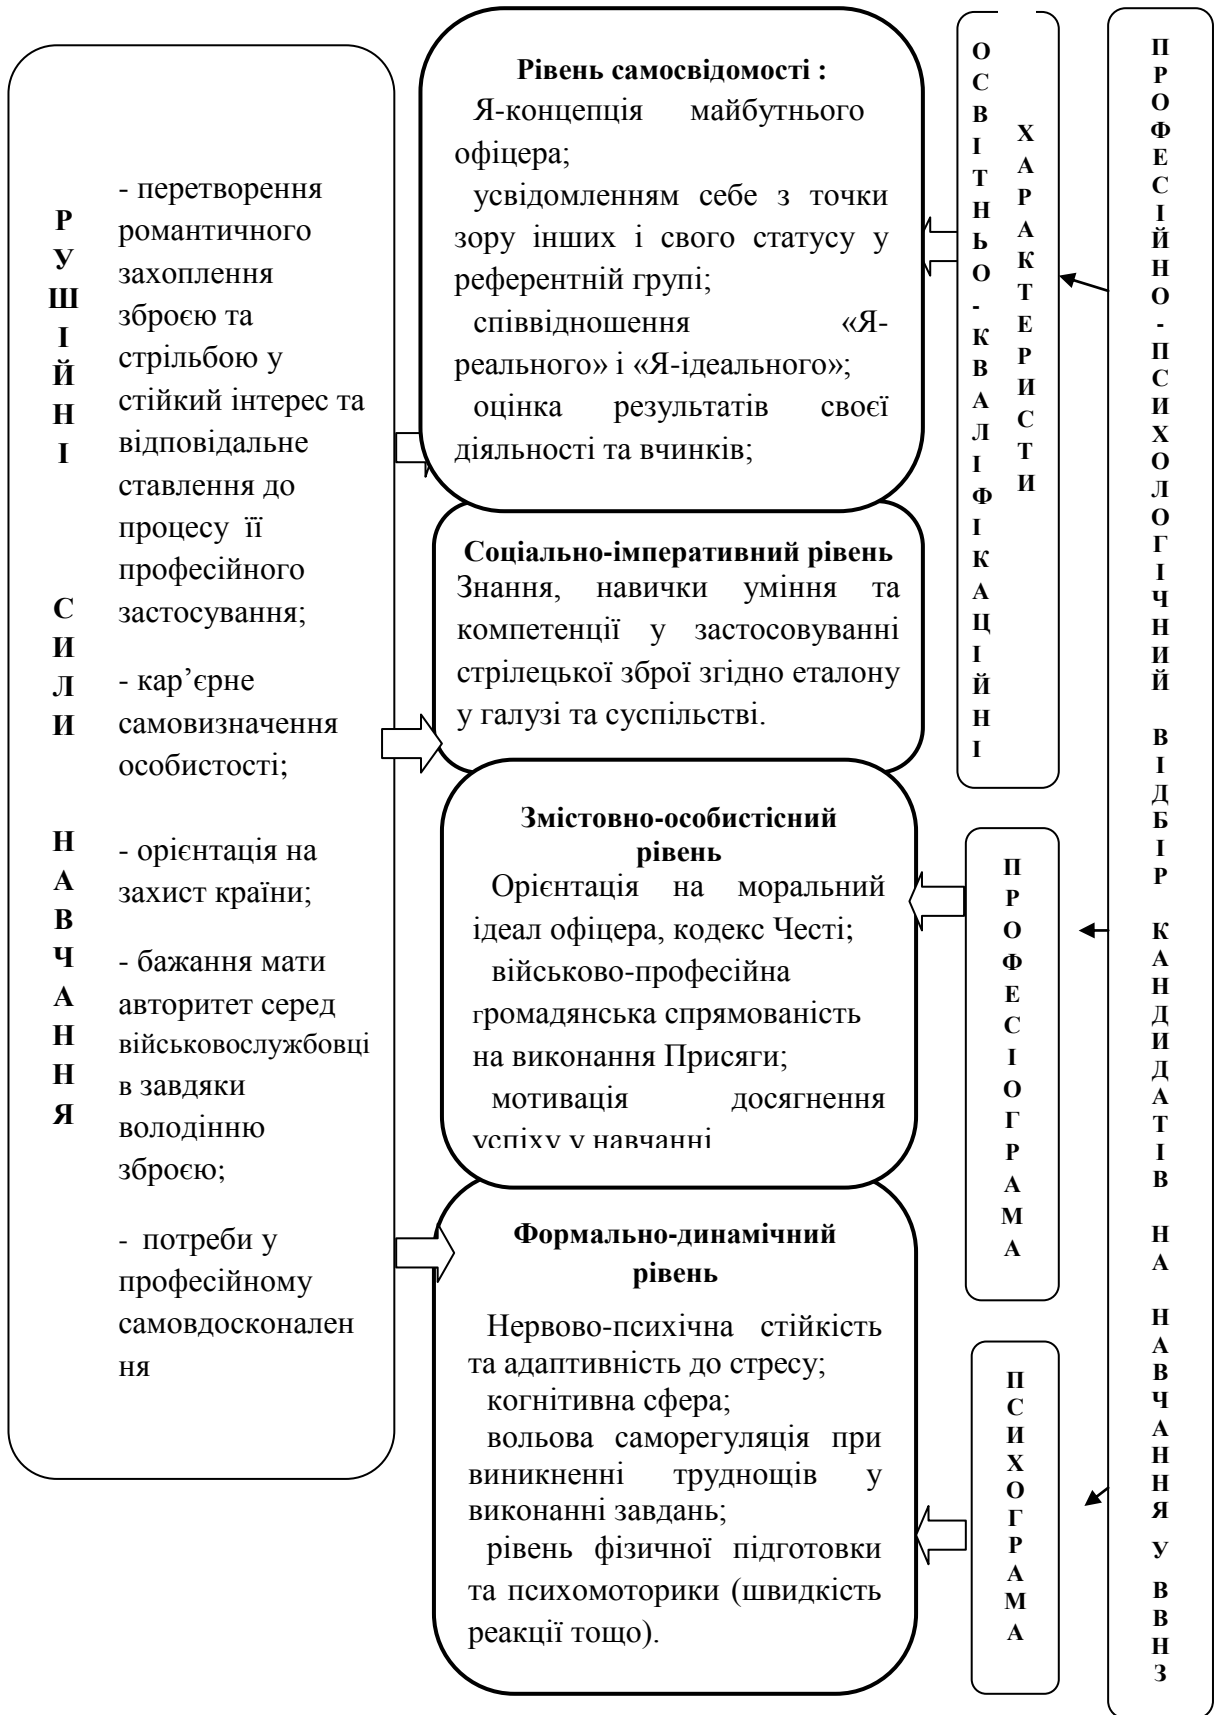 РУШІЙНІ СИЛИ НАВЧАННЯ
- перетворення
романтичного
захоплення
зброєю та
стрільбою у
стійкий інтерес та
відповідальне
ставлення до
процесу її
професійного
застосування;
- кар’єрне
самовизначення
особистості;
- орієнтація на
захист країни;
- бажання мати
авторитет серед
військовослужбовці
в завдяки
володінню
зброєю;
- потреби у
професійному
самовдосконален
ня
Рівень самосвідомості :
Я-концепція майбутнього
офіцера;
усвідомленням себе з точки
зору інших і свого статусу у
референтній групі;
співвідношення «Я-
реального» і «Я-ідеального»;
оцінка результатів своєї
діяльності та вчинків;
Соціально-імперативний рівень
Знання, навички уміння та
компетенції у застосовуванні
стрілецької зброї згідно еталону
у галузі та суспільстві.
Змістовно-особистісний
рівень
Орієнтація на моральний
ідеал офіцера, кодекс Честі;
військово-професійна
громадянська спрямованість
на виконання Присяги;
мотивація досягнення
успіху у навчанні
Формально-динамічний
рівень
Нервово-психічна стійкість
та адаптивність до стресу;
когнітивна сфера;
вольова саморегуляція при
виникненні труднощів у
виконанні завдань;
рівень фізичної підготовки
та психомоторики (швидкість
реакції тощо).
ОСВІТНЬО-КВАЛІФІКАЦІЙНІ
ХАРАКТЕРИСТИ
ПРОФЕСІОГРАМА
ПСИХОГРАМА
ПРОФЕСІЙНО-ПСИХОЛОГІЧНИЙ ВІДБІР КАНДИДАТІВ НА НАВЧАННЯ У ВВНЗ